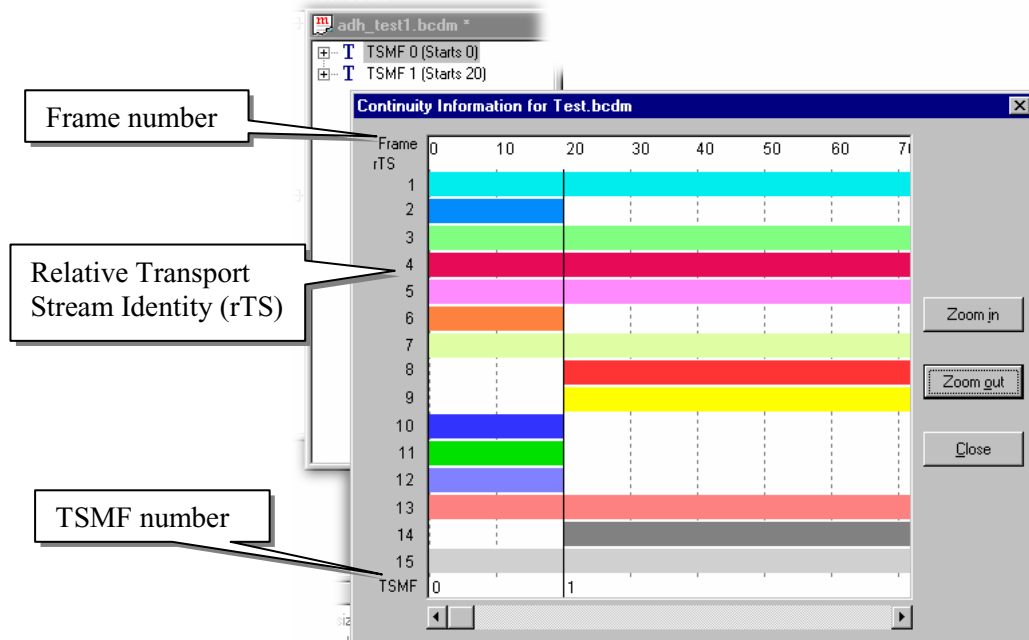 adh_test1.bcdm *
T TSMF 0 (Starts 0)
T TSMF 1 (Starts 20)
Continuity Information for Test.bcdm
Frame number
Frame 0 10 20 30 40 50 60
rTS
1
2
3
4
Relative Transport
Stream Identity (rTS)
5
6
Zoom in
7
8
Zoom out
9
10
11
Close
12
13
TSMF number
14
15
TSMF 0 1